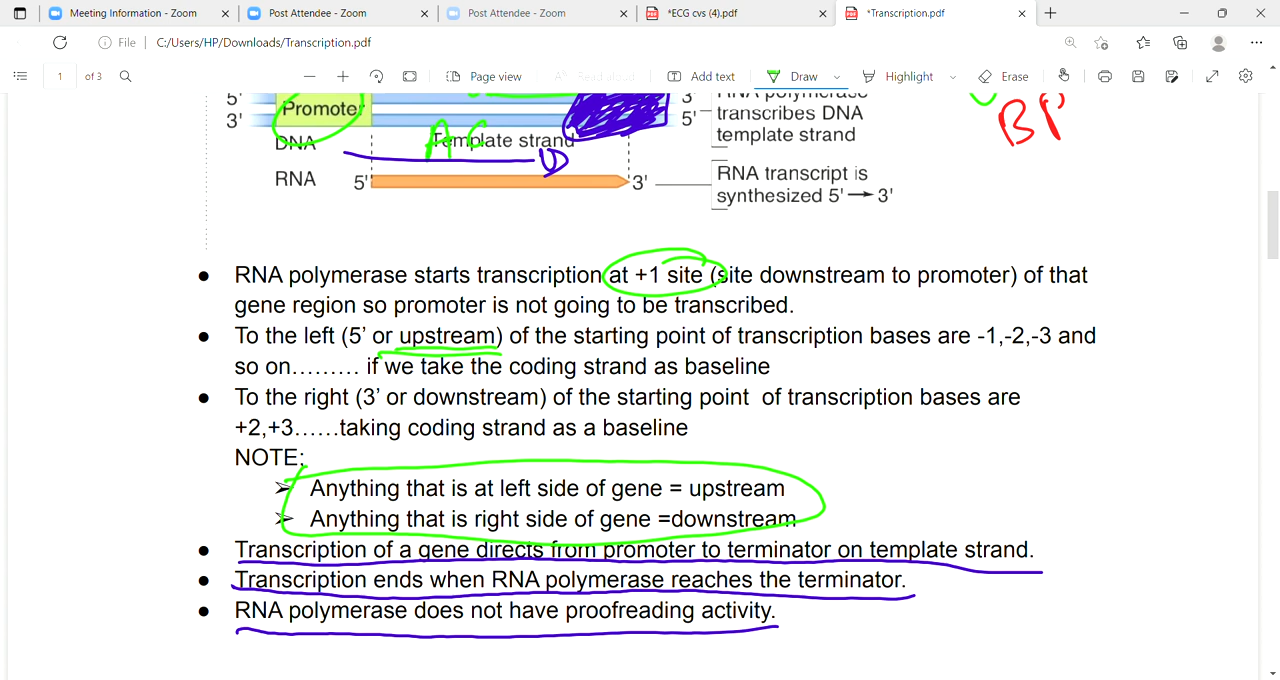 Meeting Information - Zoom
Post Attendee - Zoom
Post Attendee - Zoom
*ECG cvs (4).pdf
*Transcription.pdf
File C:/Users/HP/Downloads/Transcription.pdf
1 of 3 Page view Read aloud Add text Draw Highlight Erase
5' Promoter 3' RNA polymerase
3' 5' transcribes DNA
DNA Template strand template strand
A C
BP
RNA 5' 3' RNA transcript is
synthesized 5' → 3'
● RNA polymerase starts transcription at +1 site (site downstream to promoter) of that
gene region so promoter is not going to be transcribed.
● To the left (5’ or upstream) of the starting point of transcription bases are -1,-2,-3 and
so on……… if we take the coding strand as baseline
● To the right (3’ or downstream) of the starting point of transcription bases are
+2,+3……taking coding strand as a baseline
NOTE:
➢ Anything that is at left side of gene = upstream
➢ Anything that is right side of gene =downstream
● Transcription of a gene directs from promoter to terminator on template strand.
● Transcription ends when RNA polymerase reaches the terminator.
● RNA polymerase does not have proofreading activity.